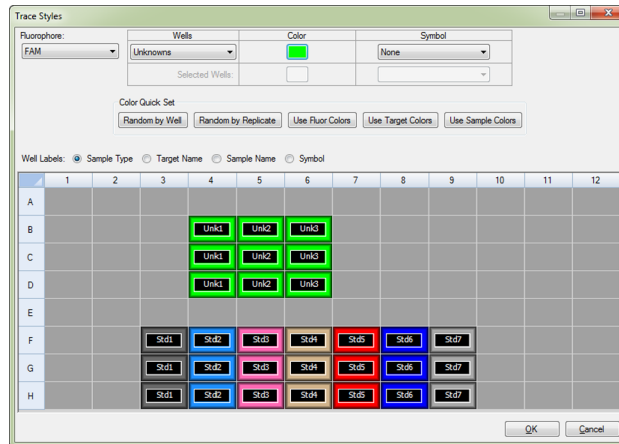 Trace Styles
Fluorophore:
FAM
Wells Color Symbol
Unknowns None
Selected Wells:
Color Quick Set
Random by Well Random by Replicate Use Fluor Colors Use Target Colors Use Sample Colors
Well Labels: Sample Type Target Name Sample Name Symbol
1 2 3 4 5 6 7 8 9 10 11 12
A
B Unk1 Unk2 Unk3
C Unk1 Unk2 Unk3
D Unk1 Unk2 Unk3
E
F Std1 Std2 Std3 Std4 Std5 Std6 Std7
G Std1 Std2 Std3 Std4 Std5 Std6 Std7
H Std1 Std2 Std3 Std4 Std5 Std6 Std7
OK Cancel